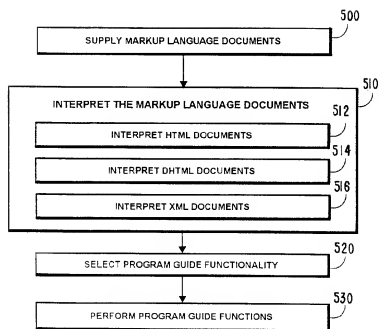 500
SUPPLY MARKUP LANGUAGE DOCUMENTS
510
INTERPRET THE MARKUP LANGUAGE DOCUMENTS
512
INTERPRET HTML DOCUMENTS
514
INTERPRET DHTML DOCUMENTS
516
INTERPRET XML DOCUMENTS
520
SELECT PROGRAM GUIDE FUNCTIONALITY
530
PERFORM PROGRAM GUIDE FUNCTIONS